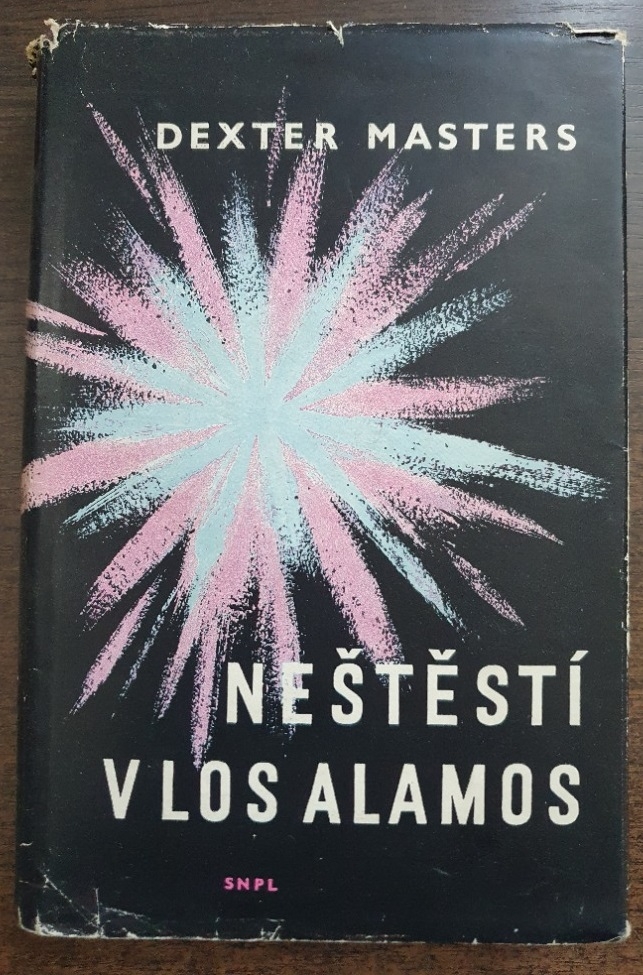 DEXTER MASTERS
NEŠTĚSTÍ
V LOS ALAMOS
SNPL